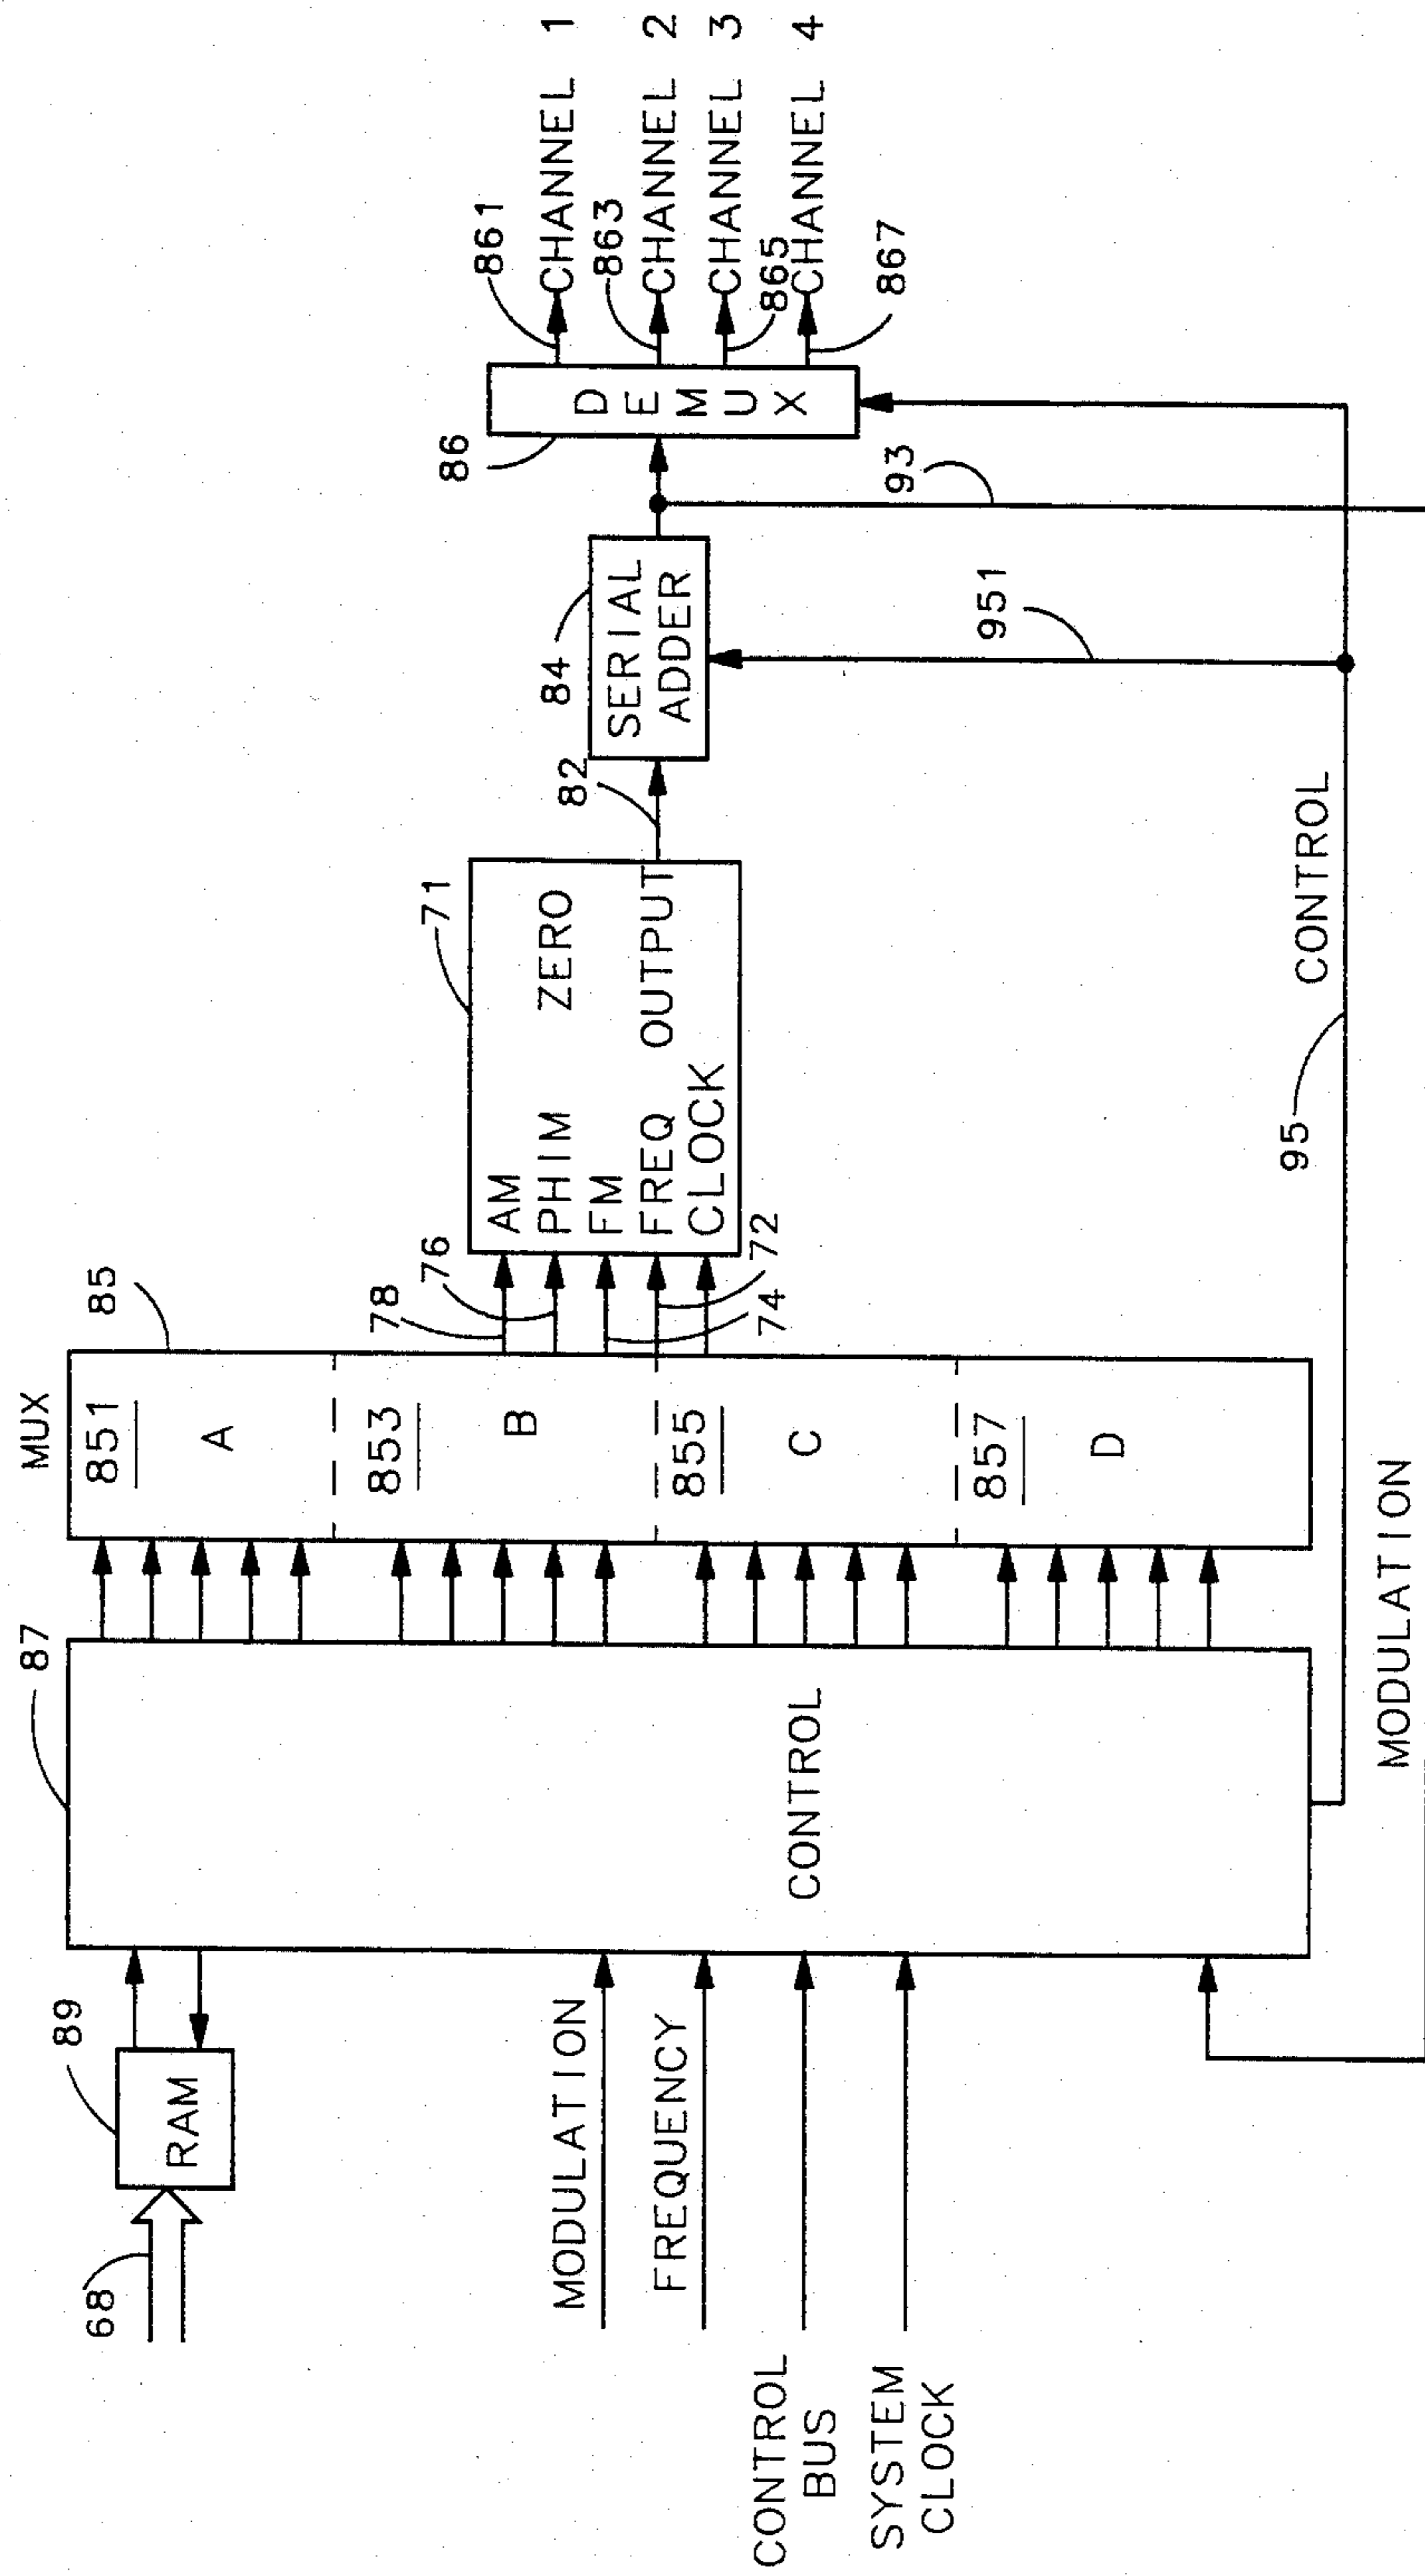 68
89
RAM
MODULATION
FREQUENCY
CONTROL
BUS
SYSTEM
CLOCK
87
CONTROL
MUX
85
851
A
853
B
855
C
857
D
78
76
74
72
71
AM
PHIM ZERO
FM
FREQ OUTPUT
CLOCK
82
84
SERIAL
ADDER
86
DEMUX
861
CHANNEL 1
863
CHANNEL 2
CHANNEL 3
865
CHANNEL 4
867
93
951
CONTROL
95
MODULATION